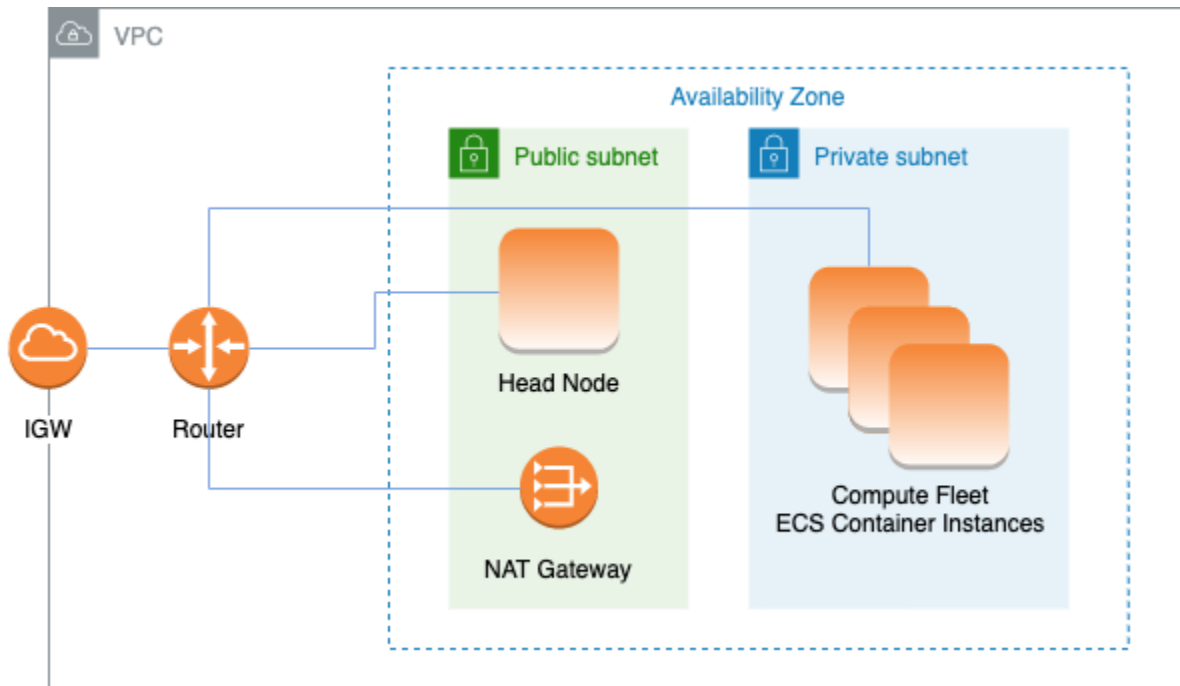 VPC
Availability Zone
Public subnet
Private subnet
Head Node
IGW
Router
NAT Gateway
Compute Fleet
ECS Container Instances